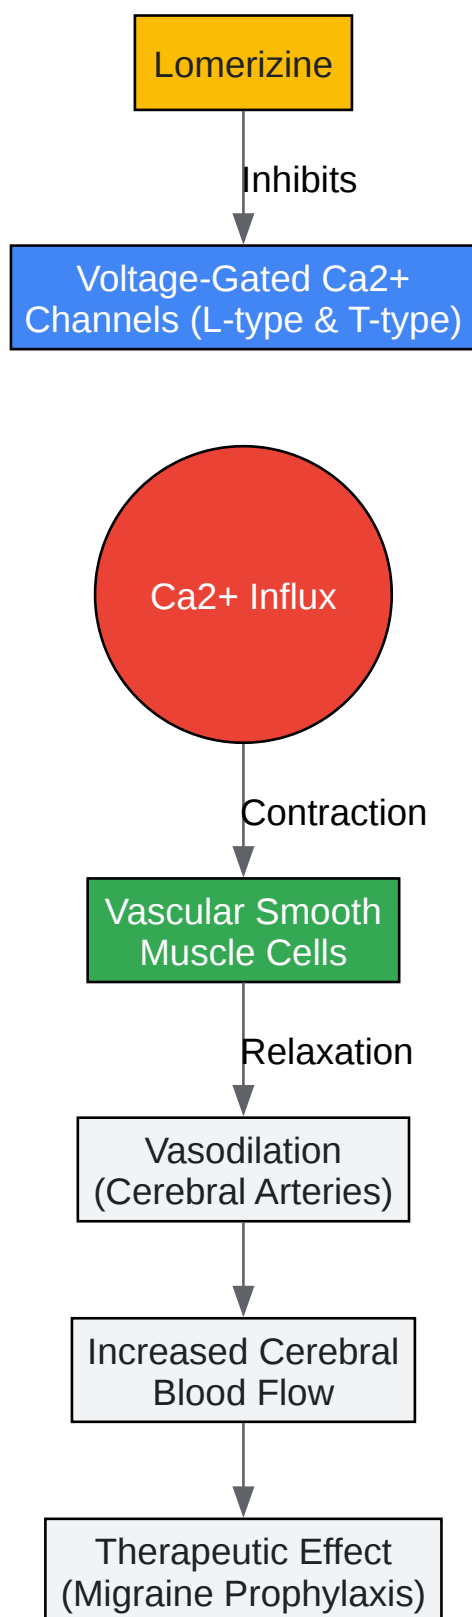 Lomerizine
Inhibits
Voltage-Gated Ca2+
Channels (L-type & T-type)
Ca2+ Influx
Contraction
Vascular Smooth
Muscle Cells
Relaxation
Vasodilation
(Cerebral Arteries)
Increased Cerebral
Blood Flow
Therapeutic Effect
(Migraine Prophylaxis)